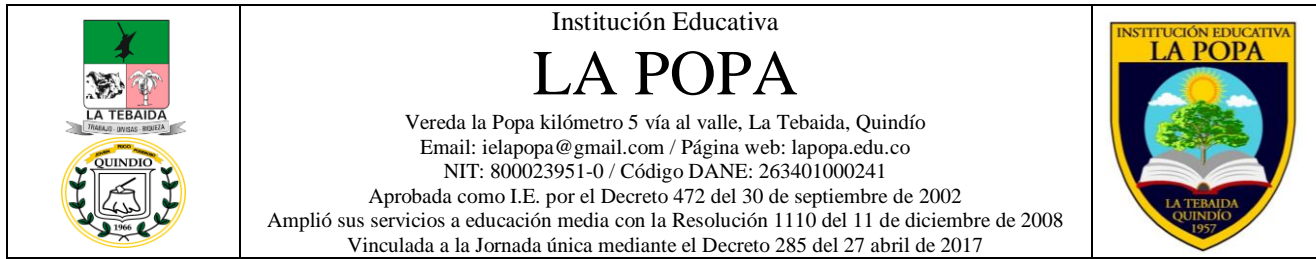 LA TEBAIDA
TRABAJO - DIVISAS - RIQUEZA
QUINDIO
1966
Institución Educativa
LA POPA
Vereda la Popa kilómetro 5 vía al valle, La Tebaida, Quindío
Email: ielapopa@gmail.com / Página web: lapopa.edu.co
NIT: 800023951-0 / Código DANE: 263401000241
Aprobada como I.E. por el Decreto 472 del 30 de septiembre de 2002
Amplió sus servicios a educación media con la Resolución 1110 del 11 de diciembre de 2008
Vinculada a la Jornada única mediante el Decreto 285 del 27 abril de 2017
INSTITUCIÓN EDUCATIVA
LA POPA
LA TEBAIDA
QUINDÍO
1957